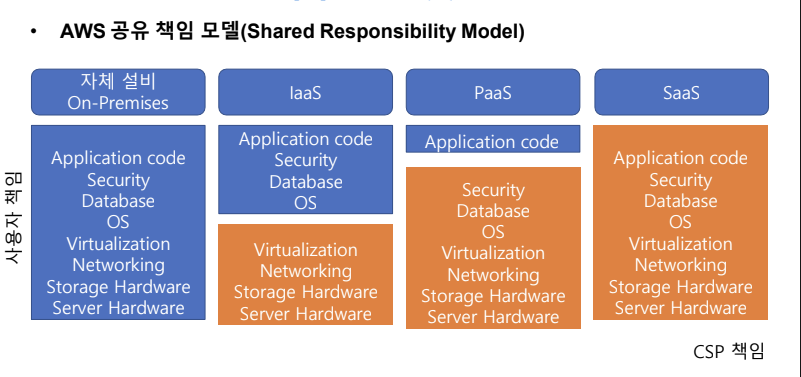 • AWS 공유 책임 모델(Shared Responsibility Model)
자체 설비
On-Premises
IaaS
PaaS
SaaS
사용자 책임
Application code
Security
Database
OS
Virtualization
Networking
Storage Hardware
Server Hardware
Application code
Security
Database
OS
Virtualization
Networking
Storage Hardware
Server Hardware
Application code
Security
Database
OS
Virtualization
Networking
Storage Hardware
Server Hardware
Application code
Security
Database
OS
Virtualization
Networking
Storage Hardware
Server Hardware
CSP 책임